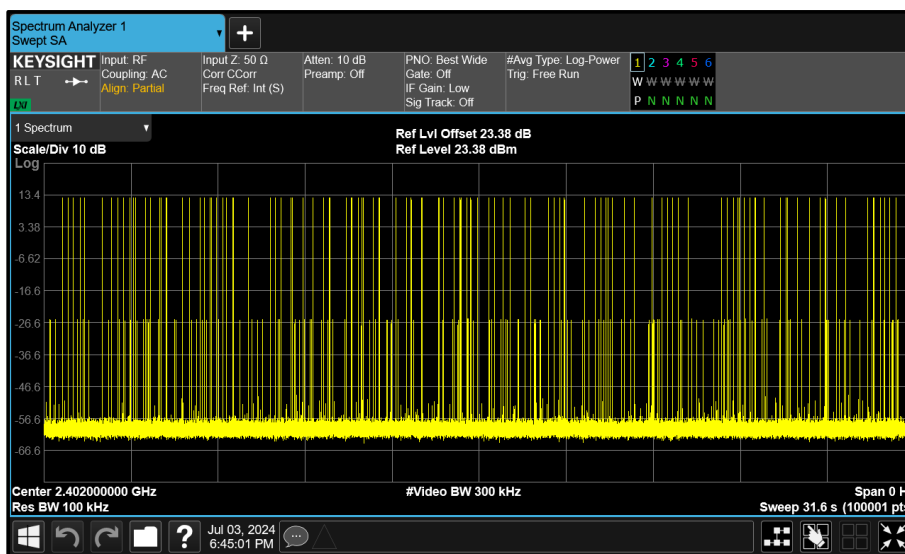 Spectrum Analyzer 1
Swept SA
KEYSIGHT
R L T
LXI
Input: RF
Coupling: AC
Align: Partial
Input Z: 50 Ω
Corr CCorr
Freq Ref: Int (S)
Atten: 10 dB
Preamp: Off
PNO: Best Wide
Gate: Off
IF Gain: Low
Sig Track: Off
#Avg Type: Log-Power
Trig: Free Run
1 2 3 4 5 6
W W W W W W
P N N N N N
1 Spectrum
Scale/Div 10 dB
Ref Lvl Offset 23.38 dB
Ref Level 23.38 dBm
Log
13.4
3.38
-6.62
-16.6
-26.6
-36.6
-46.6
-56.6
-66.6
Center 2.402000000 GHz
#Video BW 300 kHz
Span 0 H
Res BW 100 kHz
Sweep 31.6 s (100001 pts
?
Jul 03, 2024
6:45:01 PM